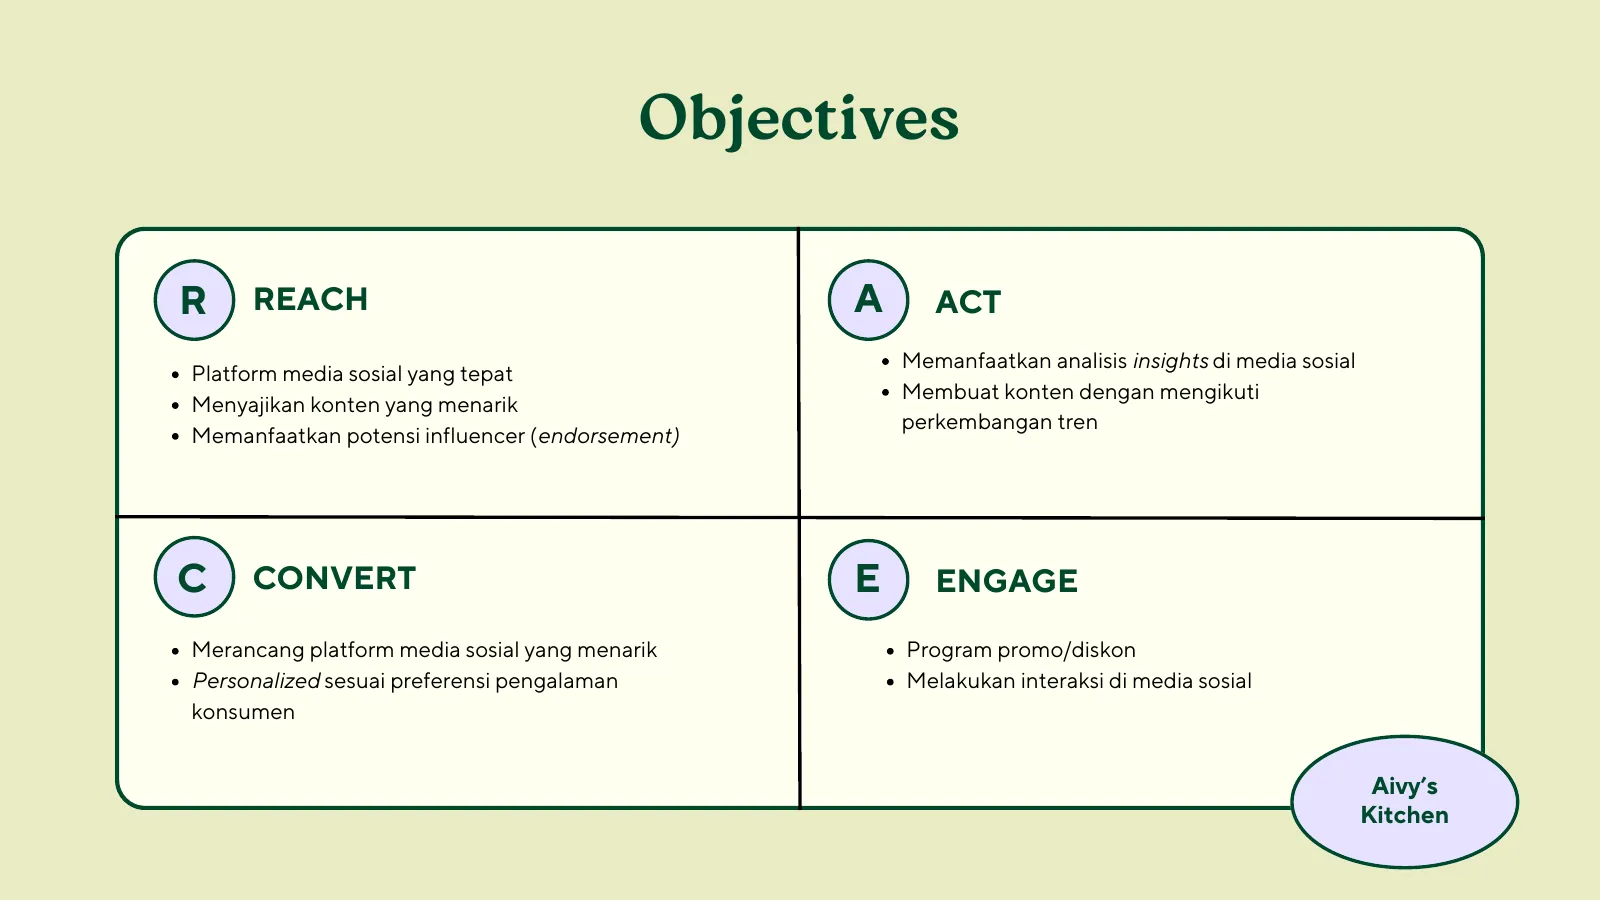 Objectives
R
REACH
• Platform media sosial yang tepat
• Menyajikan konten yang menarik
• Memanfaatkan potensi influencer (endorsement)
A
ACT
• Memanfaatkan analisis insights di media sosial
• Membuat konten dengan mengikuti
perkembangan tren
C
CONVERT
• Merancang platform media sosial yang menarik
• Personalized sesuai preferensi pengalaman
konsumen
E
ENGAGE
• Program promo/diskon
• Melakukan interaksi di media sosial
Aivy’s
Kitchen